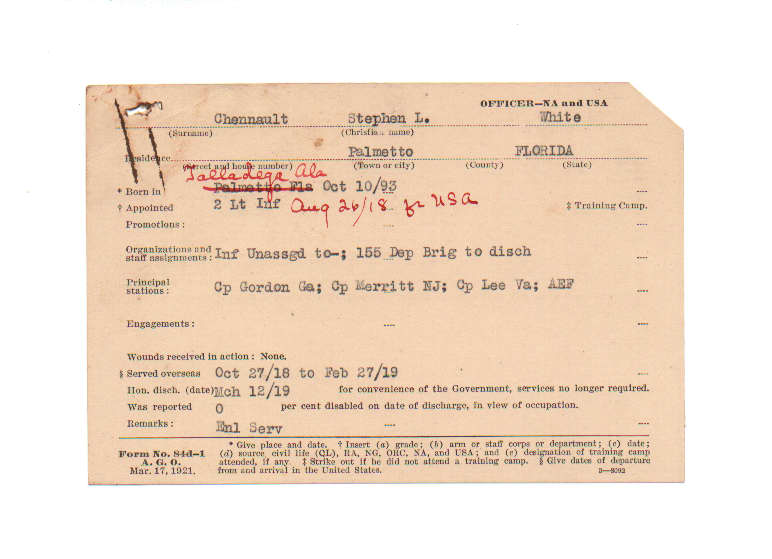 OFFICER—NA and USA
Chennault Stephen L. White
(Surname) (Christian name)
Residence Palmetto FLORIDA
(Street and house number) (Town or city) (County) (State)
Talladega Ala
* Born in Palmetto Fla Oct 10/93
† Appointed 2 Lt Inf Aug 26/18 fr USA ‡ Training Camp.
Promotions:
Organizations and
staff assignments: Inf Unassgd to-; 155 Dep Brig to disch
Principal
stations: Cp Gordon Ga; Cp Merritt NJ; Cp Lee Va; AEF
Engagements:
Wounds received in action: None.
§ Served overseas Oct 27/18 to Feb 27/19
Hon. disch. (date) Mch 12/19 for convenience of the Government, services no longer required.
Was reported 0 per cent disabled on date of discharge, in view of occupation.
Remarks: Enl Serv
* Give place and date. † Insert (a) grade; (b) arm or staff corps or department; (c) date;
Form No. 84d-1 (d) source, civil life (CL), RA, NG, ORC, NA, and USA; and (e) designation of training camp
A. G. O. attended, if any. ‡ Strike out if he did not attend a training camp. § Give dates of departure
Mar. 17, 1921. from and arrival in the United States. 3—8092